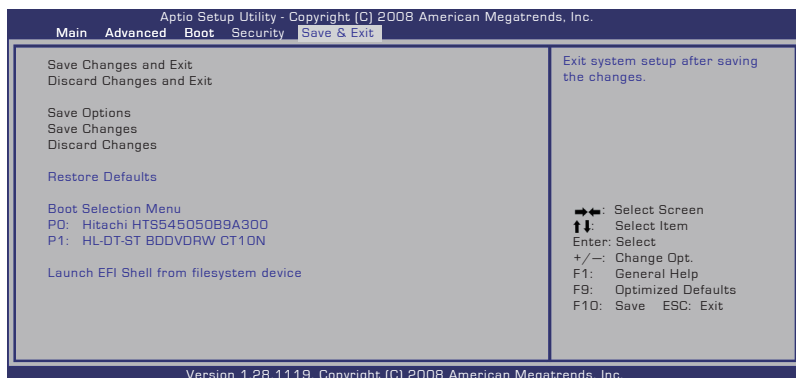 Aptio Setup Utility - Copyright (C) 2008 American Megatrends, Inc.
Main Advanced Boot Security Save & Exit
Save Changes and Exit
Discard Changes and Exit
Save Options
Save Changes
Discard Changes
Restore Defaults
Boot Selection Menu
P0: Hitachi HTS545050B9A300
P1: HL-DT-ST BDDVDRW CT10N
Launch EFI Shell from filesystem device
Exit system setup after saving
the changes.
→←: Select Screen
↑↓: Select Item
Enter: Select
+/—: Change Opt.
F1: General Help
F9: Optimized Defaults
F10: Save ESC: Exit
Version 1.28.1119. Copyright (C) 2008 American Megatrends, Inc.